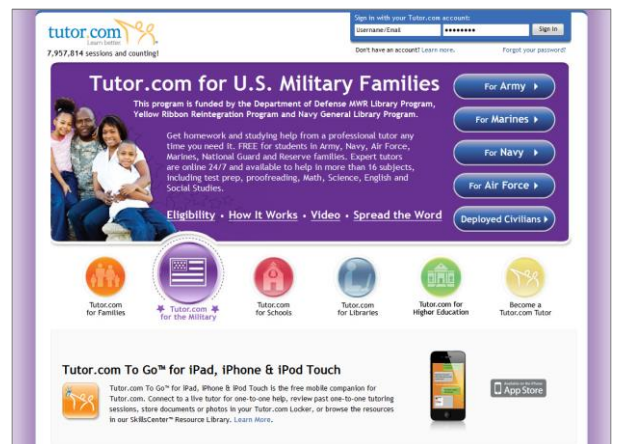 tutor.com
Learn better.
7,957,814 sessions and counting!
Sign in with your Tutor.com account:
Username/Email
••••••••
Sign In
Don't have an account? Learn more.
Forgot your password?
Tutor.com for U.S. Military Families
This program is funded by the Department of Defense MWR Library Program,
Yellow Ribbon Reintegration Program and Navy General Library Program.
Get homework and studying help from a professional tutor any
time you need it. FREE for students in Army, Navy, Air Force,
Marines, National Guard and Reserve families. Expert tutors
are online 24/7 and available to help in more than 16 subjects,
including test prep, proofreading, Math, Science, English and
Social Studies.
Eligibility • How It Works • Video • Spread the Word
For Army
For Marines
For Navy
For Air Force
Deployed Civilians
Tutor.com
for Families
Tutor.com
for the Military
Tutor.com
for Schools
Tutor.com
for Libraries
Tutor.com for
Higher Education
Become a
Tutor.com Tutor
Tutor.com To Go™ for iPad, iPhone & iPod Touch
Tutor.com To Go™ for iPad, iPhone & iPod Touch is the free mobile companion for
Tutor.com. Connect to a live tutor for one-to-one help, review past one-to-one tutoring
sessions, store documents or photos in your Tutor.com Locker, or browse the resources
in our SkillsCenter™ Resource Library. Learn More.
Available on the iPhone
App Store